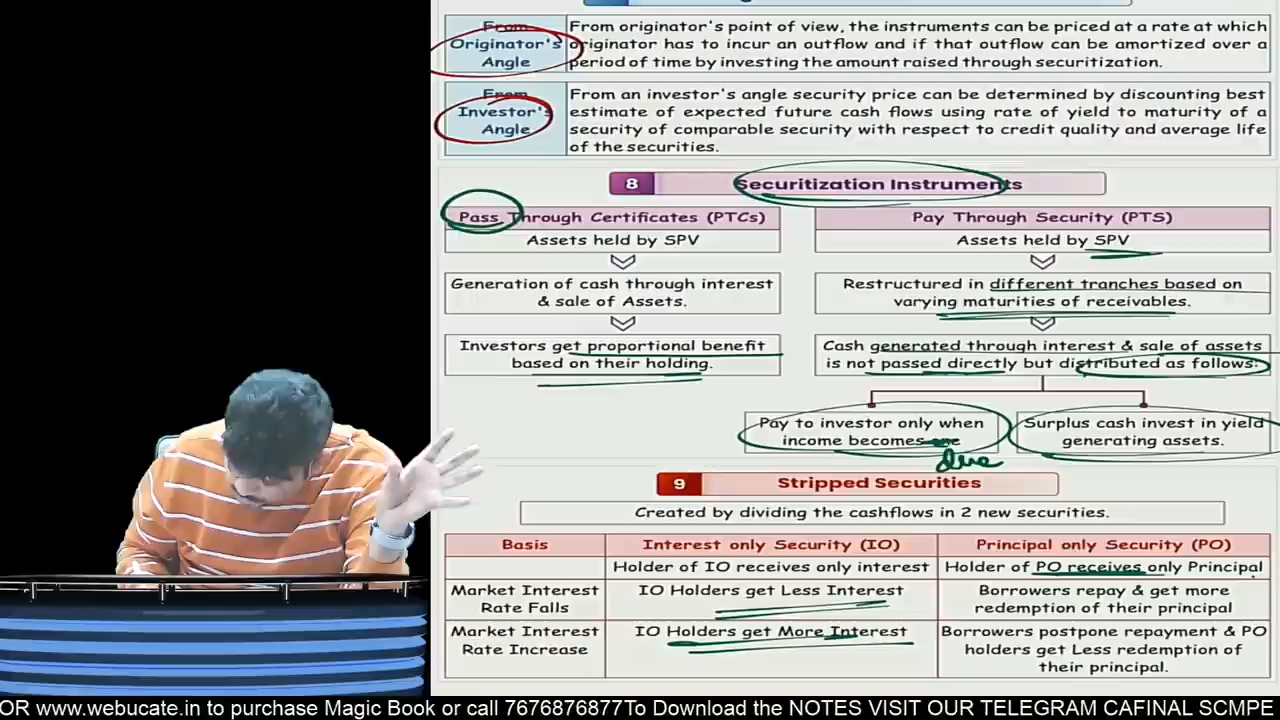 From
Originator's
Angle
From originator's point of view, the instruments can be priced at a rate at which
originator has to incur an outflow and if that outflow can be amortized over a
period of time by investing the amount raised through securitization.
From
Investor's
Angle
From an investor's angle security price can be determined by discounting best
estimate of expected future cash flows using rate of yield to maturity of a
security of comparable security with respect to credit quality and average life
of the securities.
8 Securitization Instruments
Pass Through Certificates (PTCs)
Assets held by SPV
Generation of cash through interest
& sale of Assets.
Investors get proportional benefit
based on their holding.
Pay Through Security (PTS)
Assets held by SPV
Restructured in different tranches based on
varying maturities of receivables.
Cash generated through interest & sale of assets
is not passed directly but distributed as follows:
Pay to investor only when
income becomes
due
Surplus cash invest in yield
generating assets.
9 Stripped Securities
Created by dividing the cashflows in 2 new securities.
Basis Interest only Security (IO) Principal only Security (PO)
Holder of IO receives only interest Holder of PO receives only Principal
Market Interest
Rate Falls
IO Holders get Less Interest
Borrowers repay & get more
redemption of their principal
Market Interest
Rate Increase
IO Holders get More Interest
Borrowers postpone repayment & PO
holders get Less redemption of
their principal.
OR www.webucate.in to purchase Magic Book or call 7676876877To Download the NOTES VISIT OUR TELEGRAM CAFINAL SCMPE